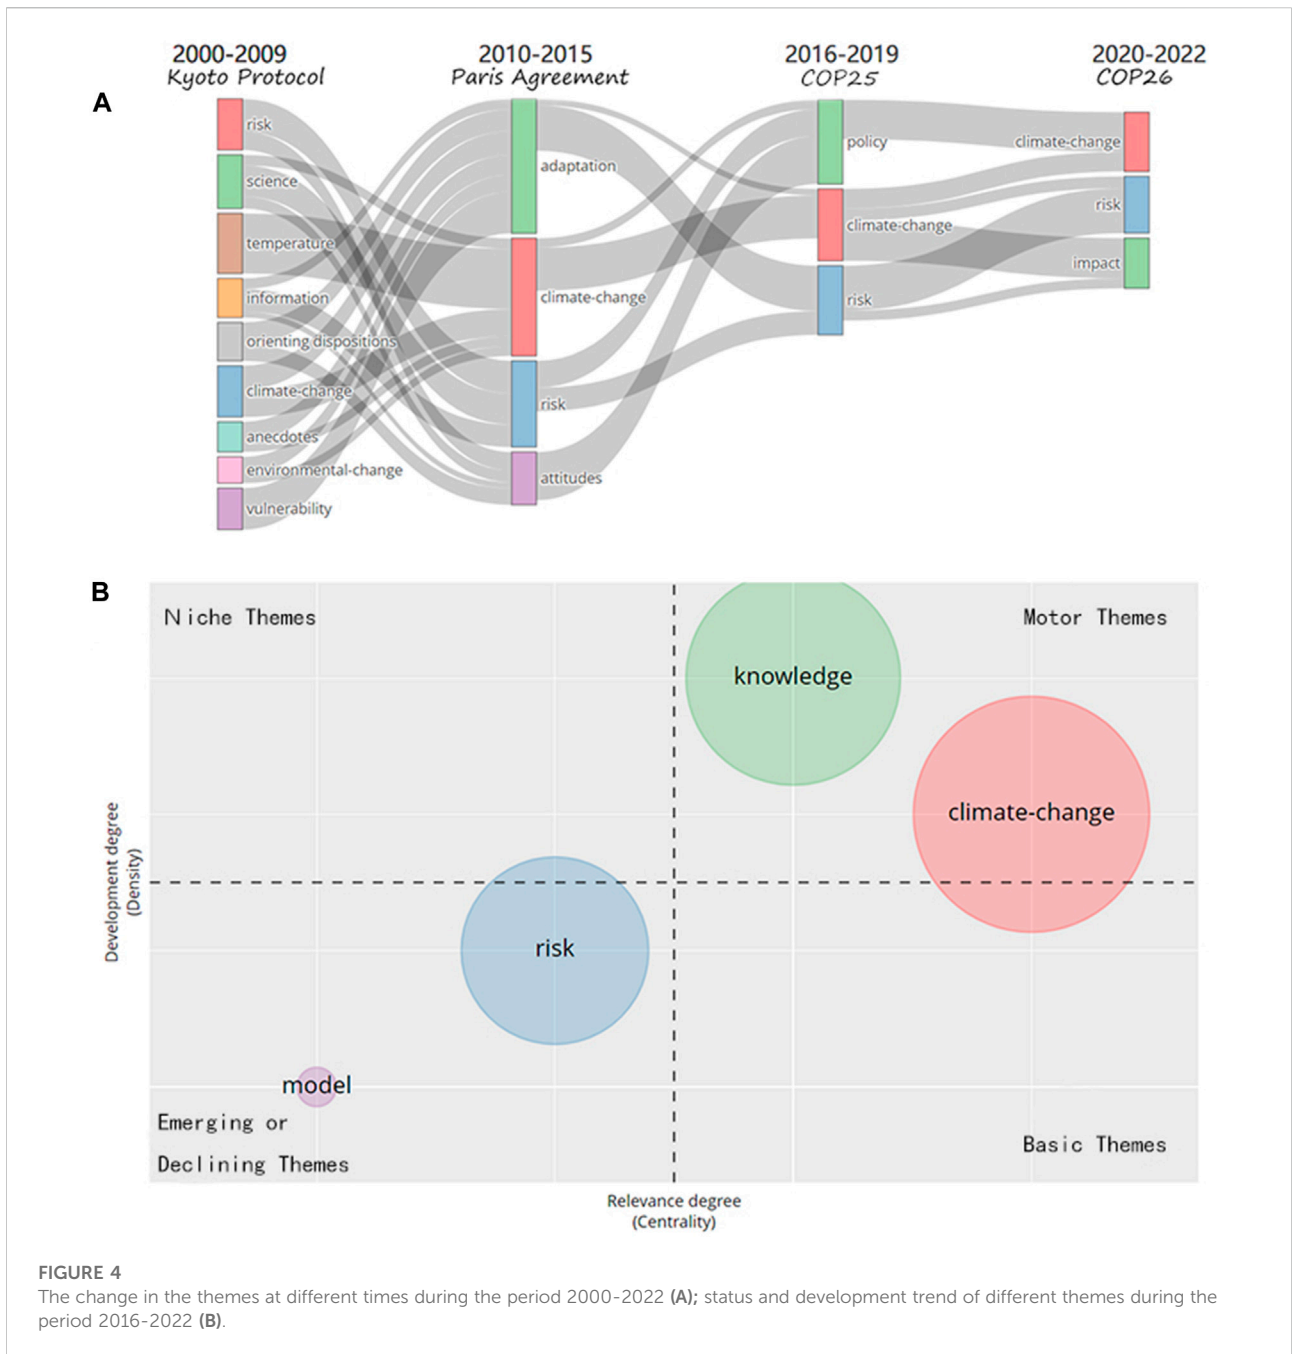 2000-2009
Kyoto Protocol
2010-2015
Paris Agreement
2016-2019
COP25
2020-2022
COP26
A
risk
science
temperature
information
orienting dispositions
climate-change
anecdotes
environmental-change
vulnerability
adaptation
climate-change
risk
attitudes
policy
climate-change
risk
climate-change
risk
impact
B
Niche Themes
Motor Themes
knowledge
climate-change
risk
model
Emerging or
Declining Themes
Basic Themes
Development degree
(Density)
Relevance degree
(Centrality)
FIGURE 4
The change in the themes at different times during the period 2000-2022 (A); status and development trend of different themes during the
period 2016-2022 (B).